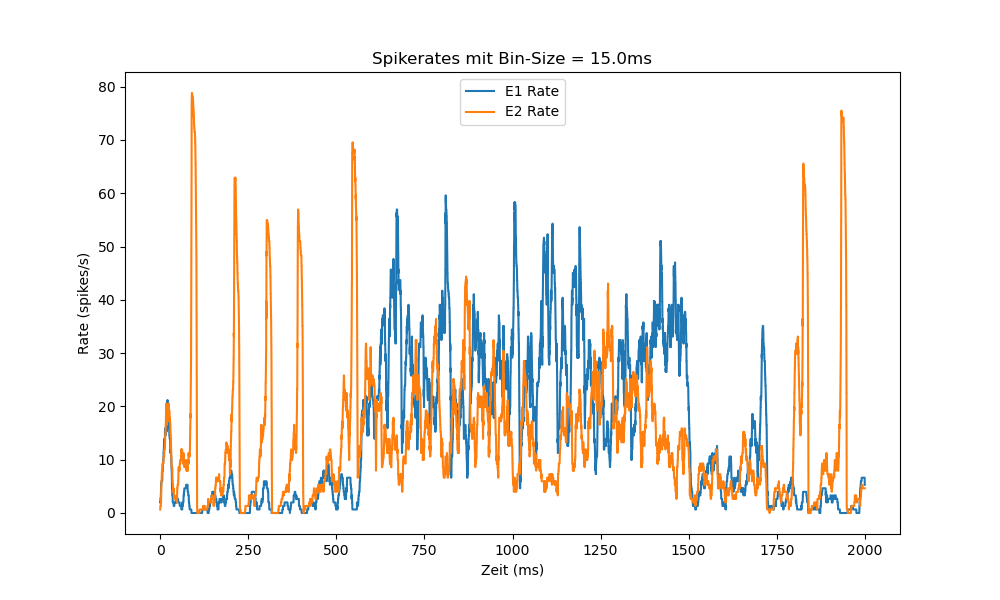 Spikerates mit Bin-Size = 15.0ms
E1 Rate
E2 Rate
Rate (spikes/s)
80
70
60
50
40
30
20
10
0
0 250 500 750 1000 1250 1500 1750 2000
Zeit (ms)